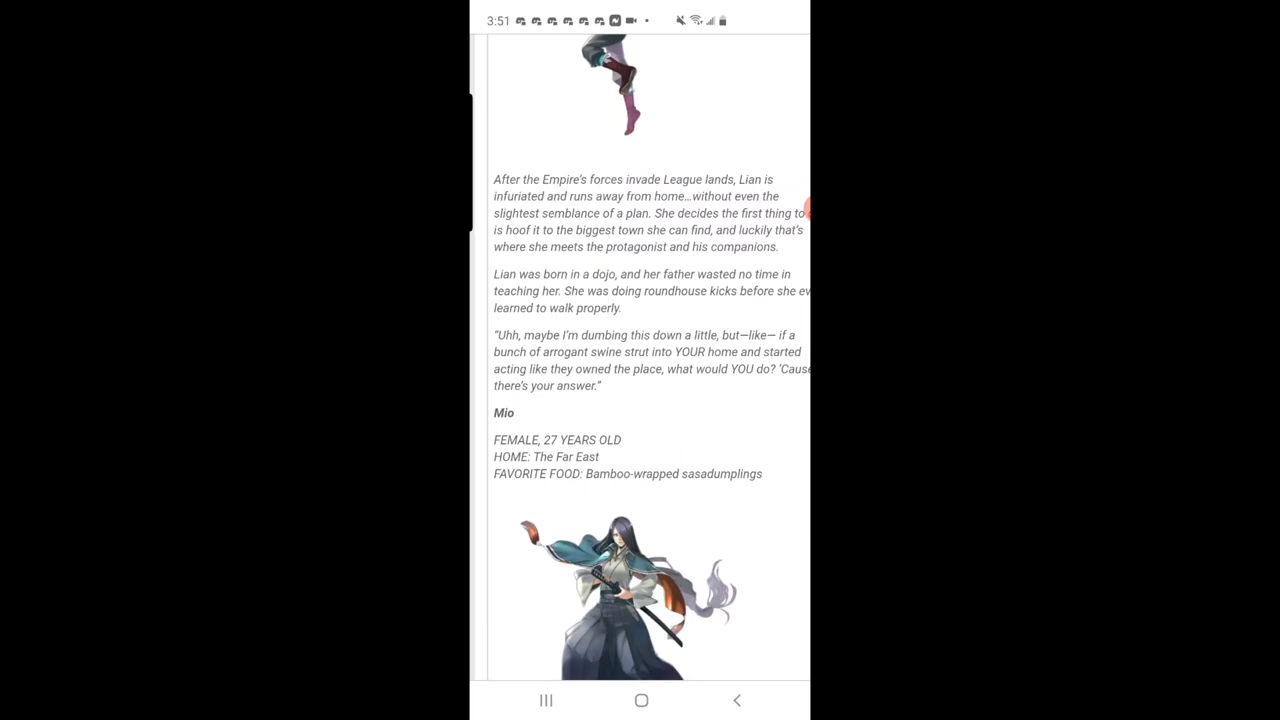 3:51
After the Empire's forces invade League lands, Lian is
infuriated and runs away from home…without even the
slightest semblance of a plan. She decides the first thing to
is hoof it to the biggest town she can find, and luckily that's
where she meets the protagonist and his companions.
Lian was born in a dojo, and her father wasted no time in
teaching her. She was doing roundhouse kicks before she ev
learned to walk properly.
“Uhh, maybe I'm dumbing this down a little, but—like— if a
bunch of arrogant swine strut into YOUR home and started
acting like they owned the place, what would YOU do? ‘Cause
there's your answer.”
Mio
FEMALE, 27 YEARS OLD
HOME: The Far East
FAVORITE FOOD: Bamboo-wrapped sasadumplings